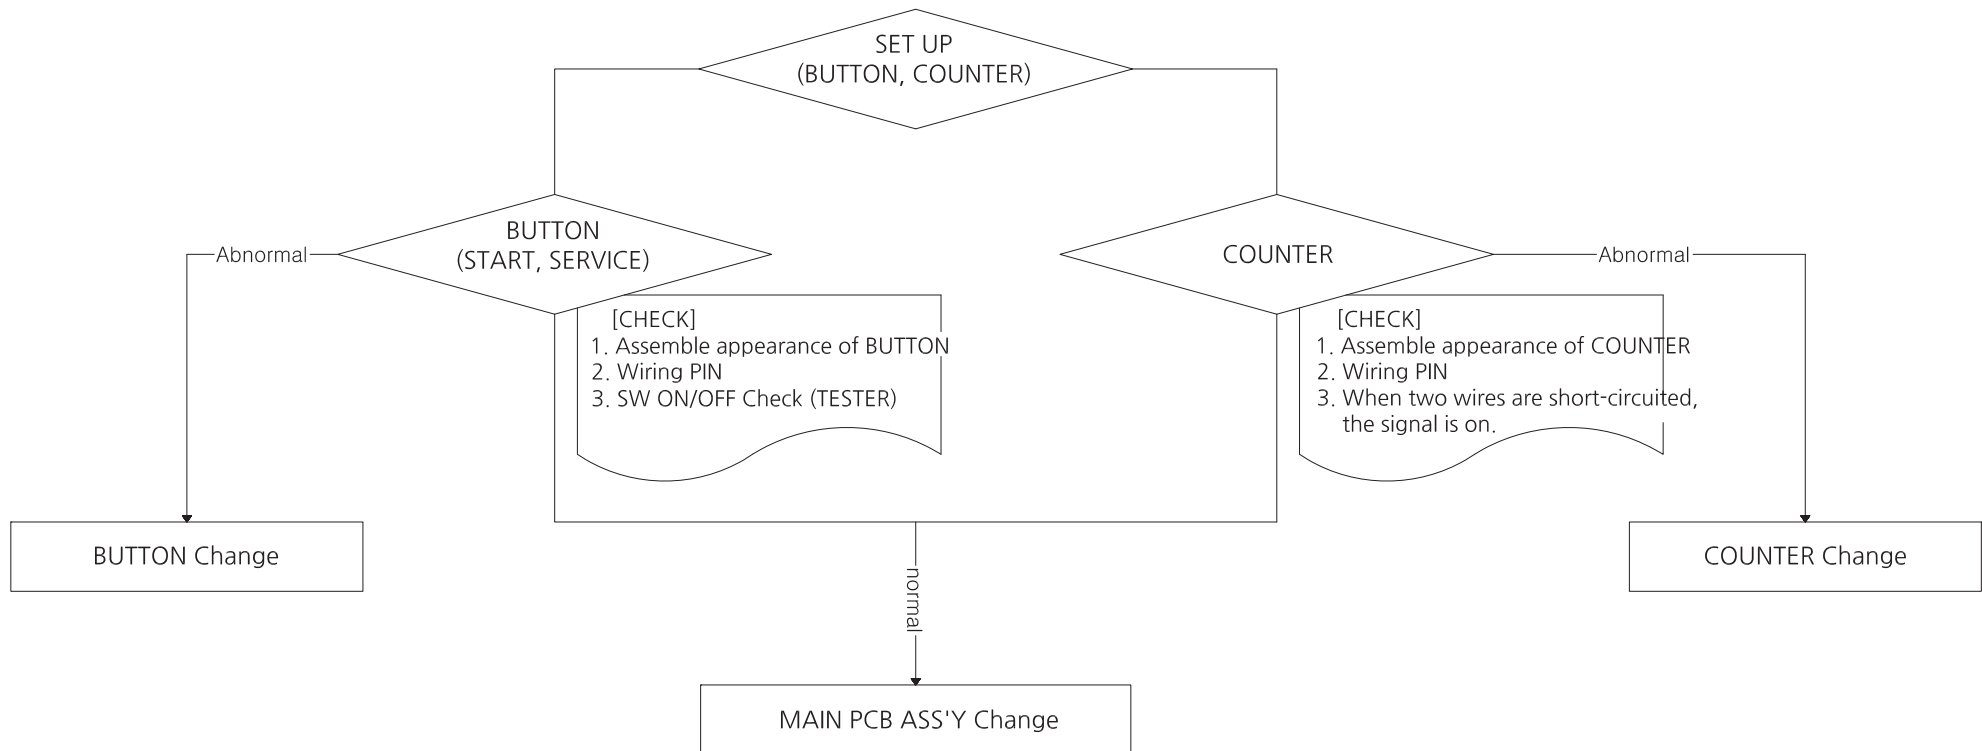 SET UP
(BUTTON, COUNTER)
BUTTON
(START, SERVICE)
COUNTER
Abnormal
Abnormal
[CHECK]
1. Assemble appearance of BUTTON
2. Wiring PIN
3. SW ON/OFF Check (TESTER)
[CHECK]
1. Assemble appearance of COUNTER
2. Wiring PIN
3. When two wires are short-circuited,
the signal is on.
BUTTON Change
COUNTER Change
normal
MAIN PCB ASS'Y Change